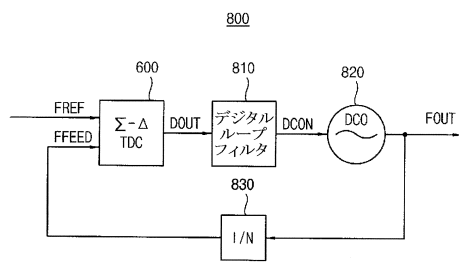 800
600
810
820
FREF
FFEED
Σ-Δ
TDC
DOUT
デジタル
ループ
フィルタ
DCON
DCO
FOUT
830
1/N